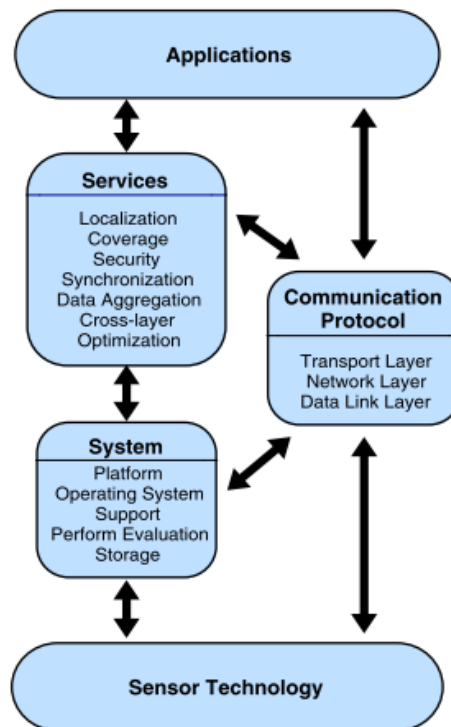 Applications
Services
Localization
Coverage
Security
Synchronization
Data Aggregation
Cross-layer
Optimization
Communication
Protocol
Transport Layer
Network Layer
Data Link Layer
System
Platform
Operating System
Support
Perform Evaluation
Storage
Sensor Technology